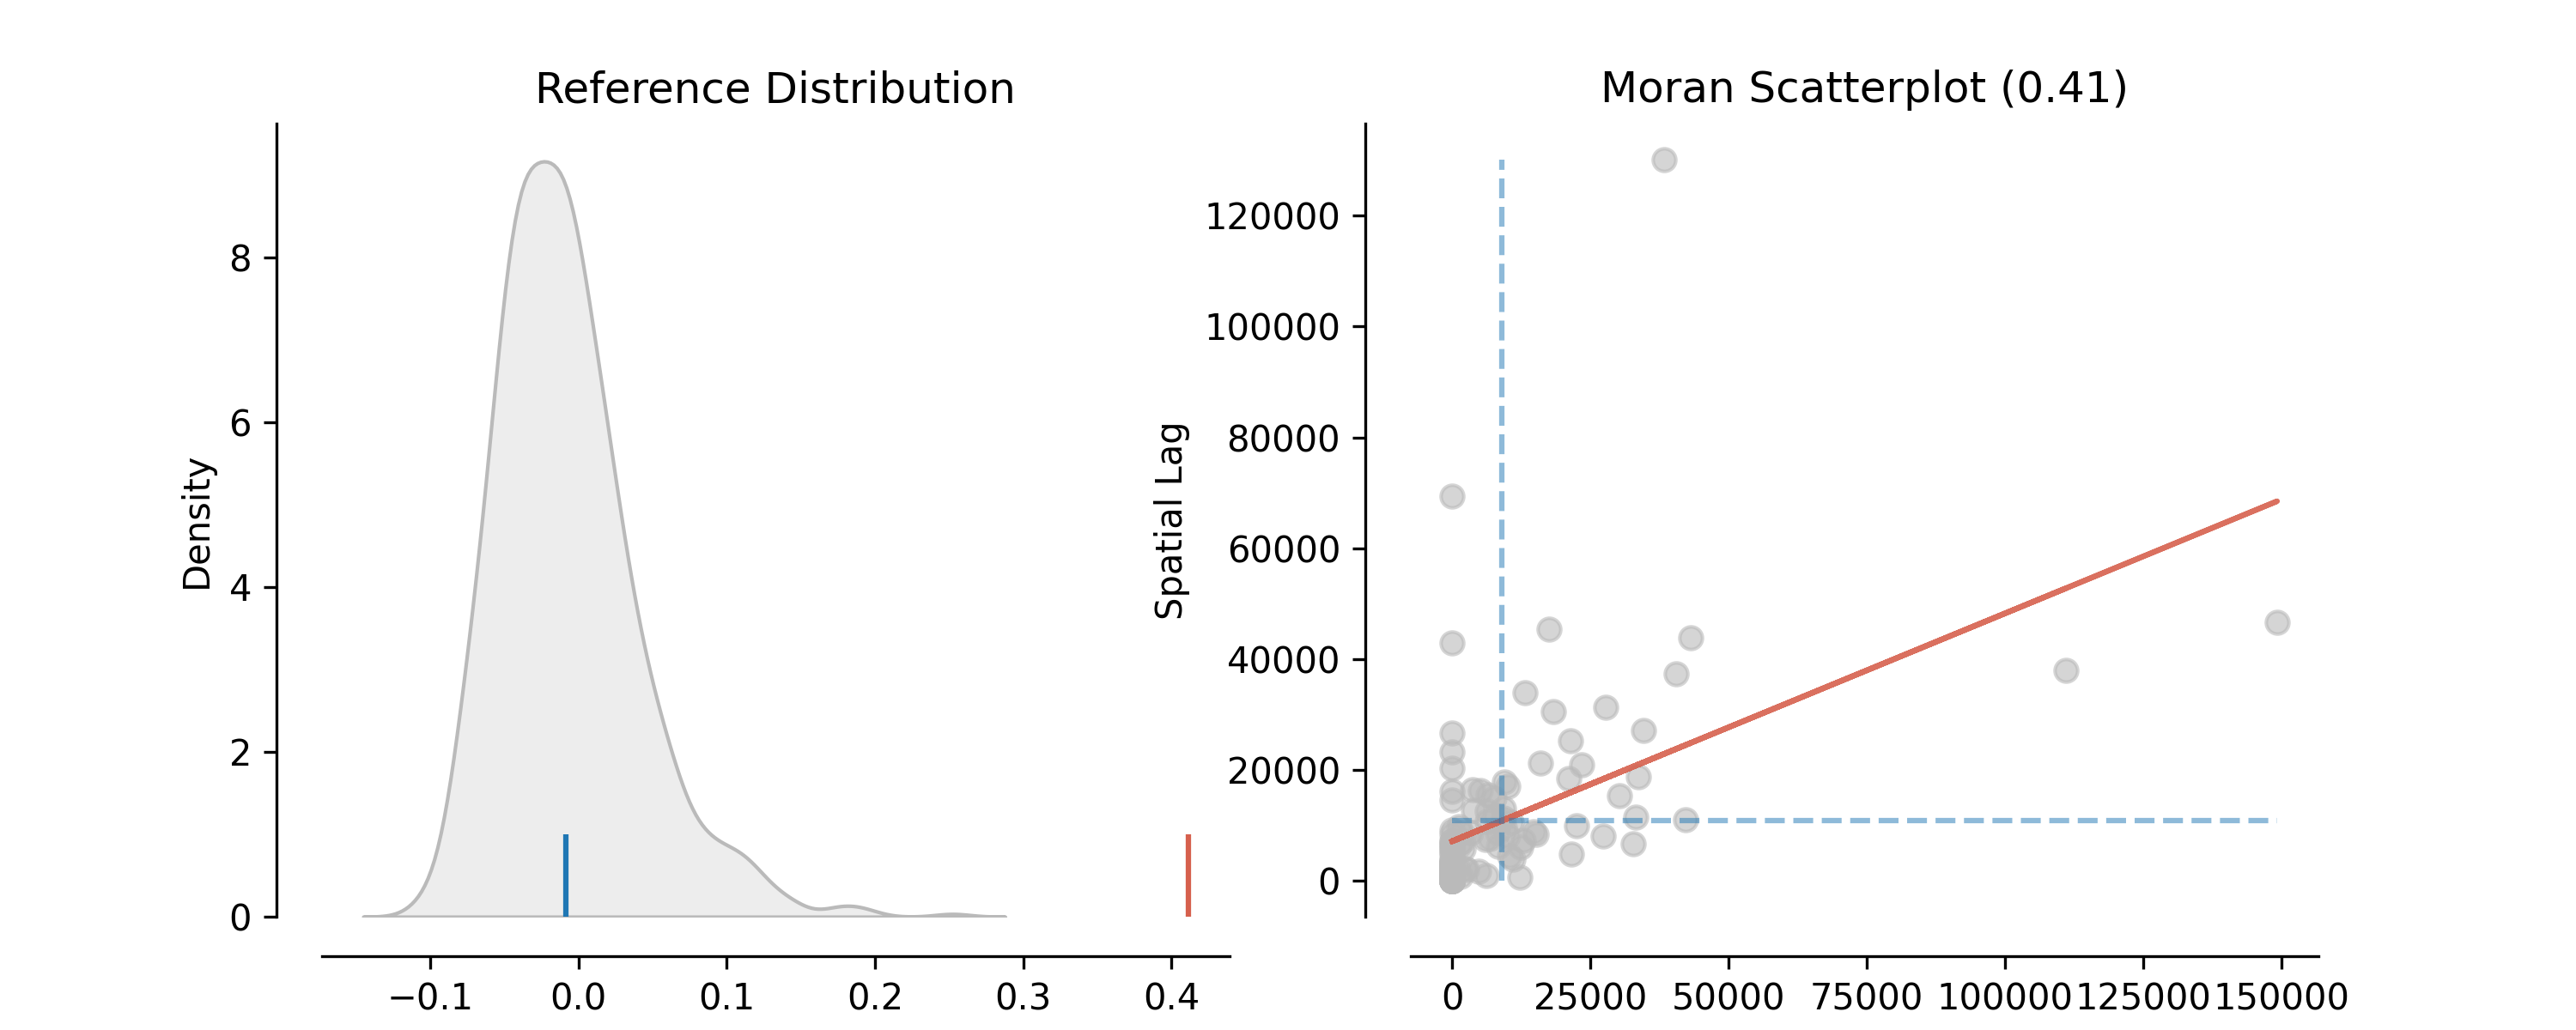 Reference Distribution
Density
8
6
4
2
0
−0.1 0.0 0.1 0.2 0.3 0.4
Moran Scatterplot (0.41)
Spatial Lag
120000
100000
80000
60000
40000
20000
0
0 25000 50000 75000 100000 125000 150000